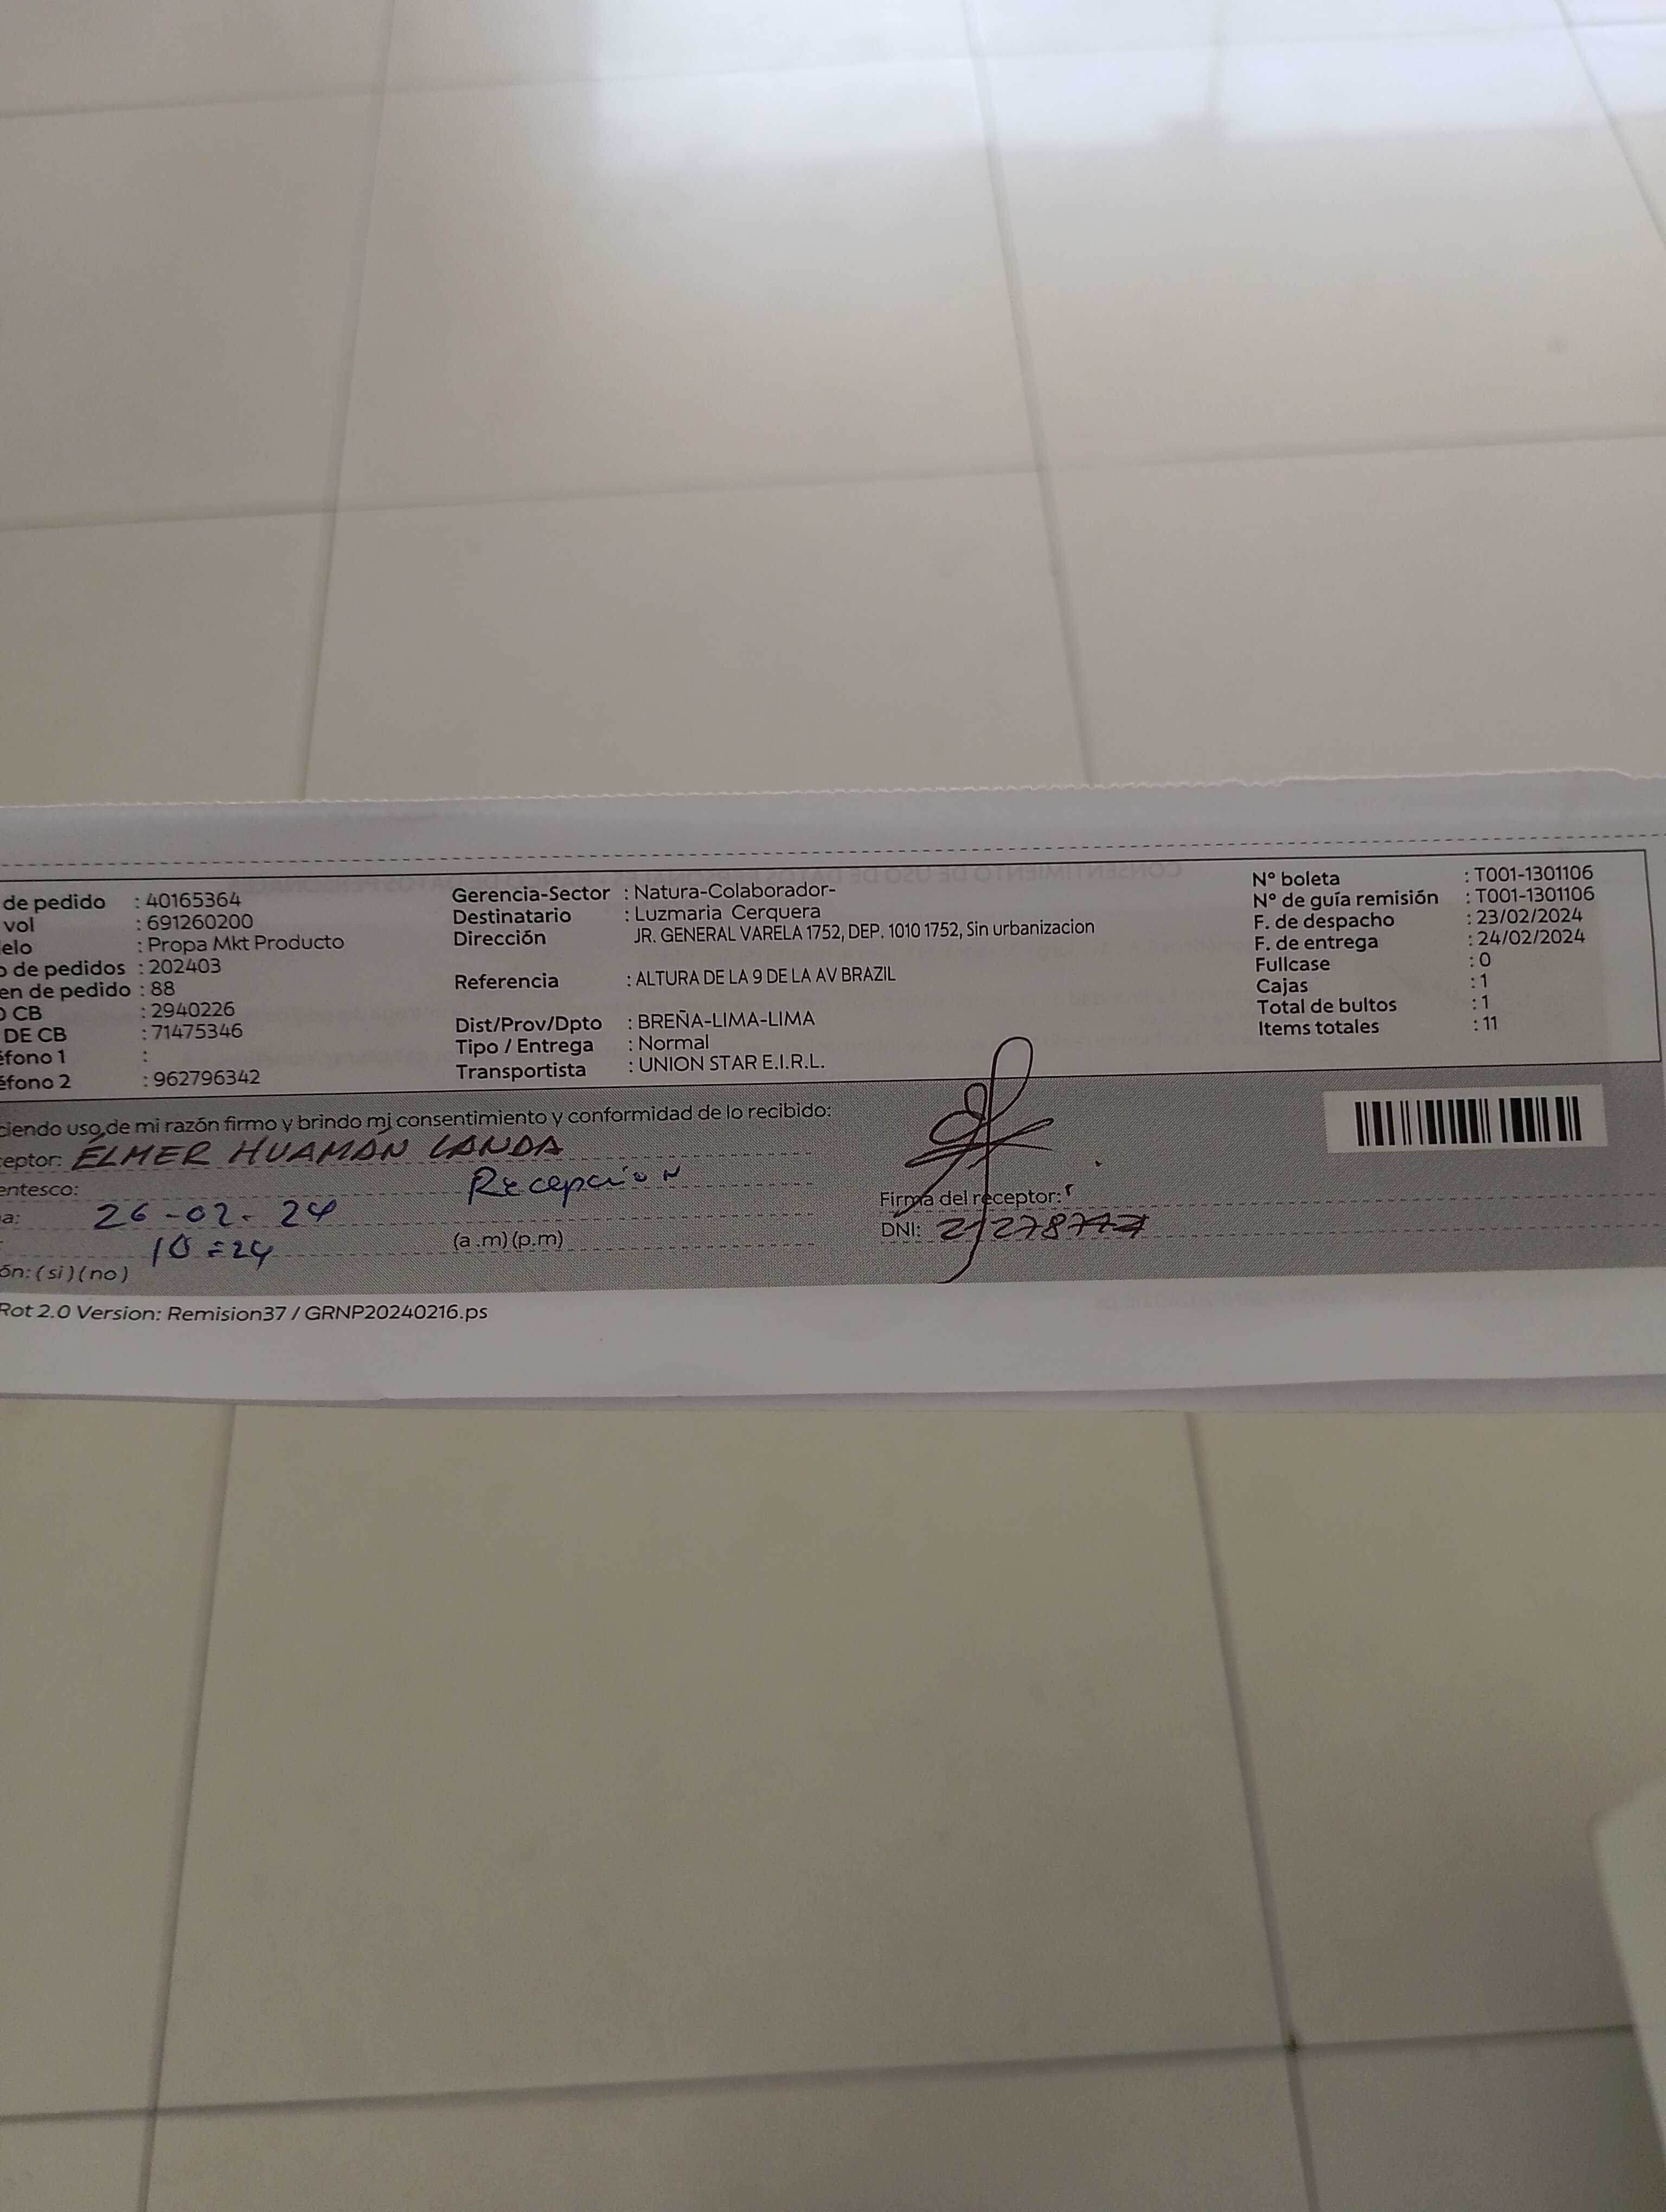 de pedido : 40165364
vol : 691260200
elo : Propa Mkt Producto
o de pedidos : 202403
en de pedido : 88
O CB : 2940226
DE CB : 71475346
éfono 1 :
éfono 2 : 962796342
Gerencia-Sector : Natura-Colaborador-
Destinatario : Luzmaria Cerquera
Dirección JR. GENERAL VARELA 1752, DEP. 1010 1752, Sin urbanizacion
Referencia : ALTURA DE LA 9 DE LA AV BRAZIL
Dist/Prov/Dpto : BREÑA-LIMA-LIMA
Tipo / Entrega : Normal
Transportista : UNION STAR E.I.R.L.
N° boleta : T001-1301106
N° de guía remisión : T001-1301106
F. de despacho : 23/02/2024
F. de entrega : 24/02/2024
Fullcase : 0
Cajas : 1
Total de bultos : 1
Items totales : 11
ciendo uso de mi razón firmo y brindo mi consentimiento y conformidad de lo recibido:
eptor: ÉLMER HUAMAN LANDA
entesco: Recepcion
a: 26-02-24
10:24 (a.m) (p.m)
ón: (si) (no)
Firma del receptor:
DNI: 21278777
Rot 2.0 Version: Remision37 / GRNP20240216.ps